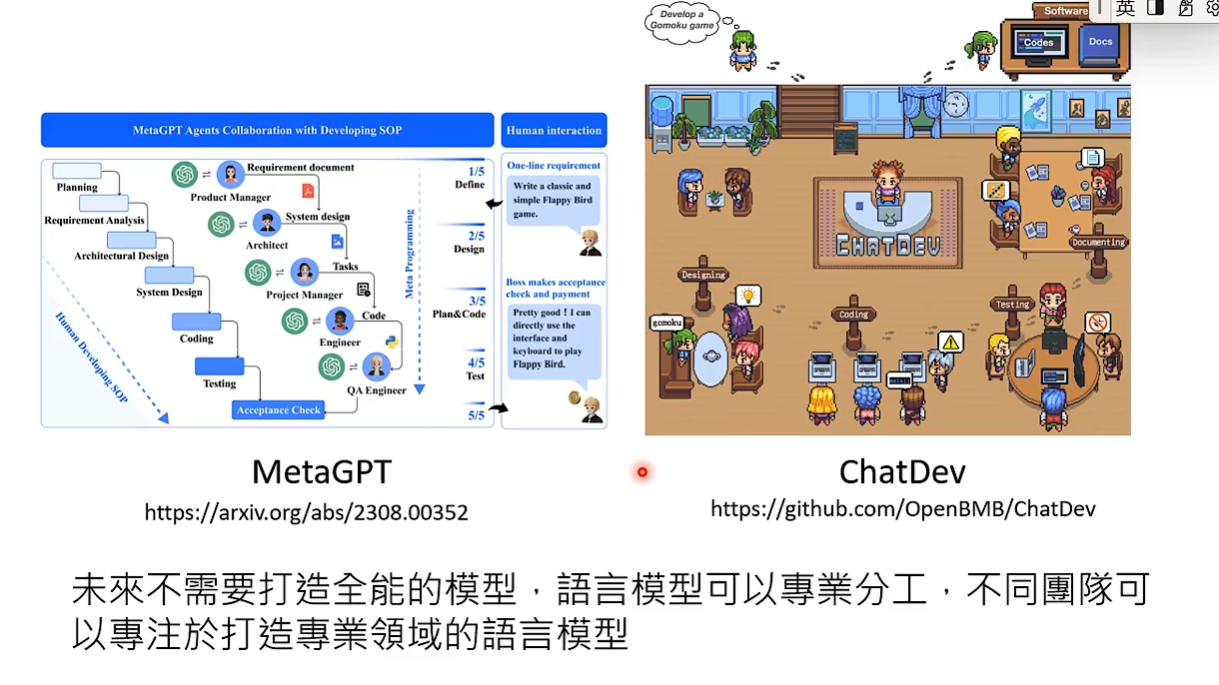 英
Develop a
Gomoku game
Software
Codes
Docs
MetaGPT Agents Collaboration with Developing SOP
Human interaction
Planning
Requirement Analysis
Architectural Design
System Design
Coding
Testing
Acceptance Check
Human Developing SOP
Requirement document
Product Manager
System design
Architect
Tasks
Project Manager
Code
Engineer
QA Engineer
Meta Programming
1/5
Define
2/5
Design
3/5
Plan&Code
4/5
Test
5/5
One-line requirement
Write a classic and
simple Flappy Bird
game.
Boss makes acceptance
check and payment
Pretty good ! I can
directly use the
interface and
keyboard to play
Flappy Bird.
CHATDEV
Designing
gomoku
Coding
Testing
Documenting
MetaGPT
https://arxiv.org/abs/2308.00352
ChatDev
https://github.com/OpenBMB/ChatDev
未來不需要打造全能的模型，語言模型可以專業分工，不同團隊可
以專注於打造專業領域的語言模型